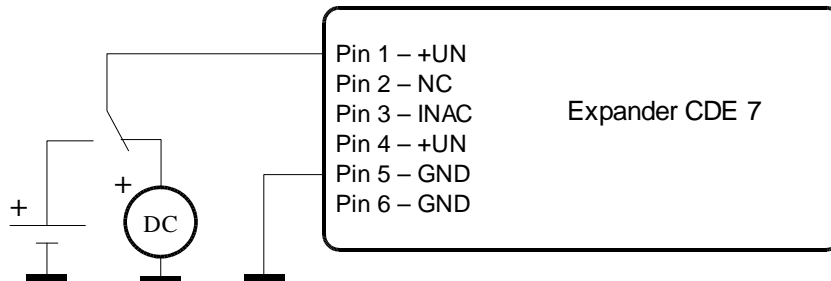 Pin 1 – +UN
Pin 2 – NC
Pin 3 – INAC
Expander CDE 7
Pin 4 – +UN
Pin 5 – GND
Pin 6 – GND
+
+
DC